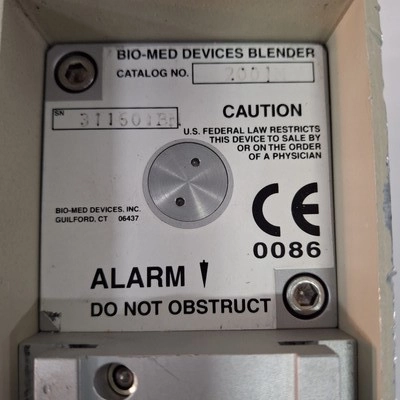 BIO-MED DEVICES BLENDER
CATALOG NO. 2001
SN 311601BH
CAUTION
U.S. FEDERAL LAW RESTRICTS
THIS DEVICE TO SALE BY
OR ON THE ORDER
OF A PHYSICIAN
BIO-MED DEVICES, INC.
GUILFORD, CT 06437
CE
0086
ALARM
DO NOT OBSTRUCT